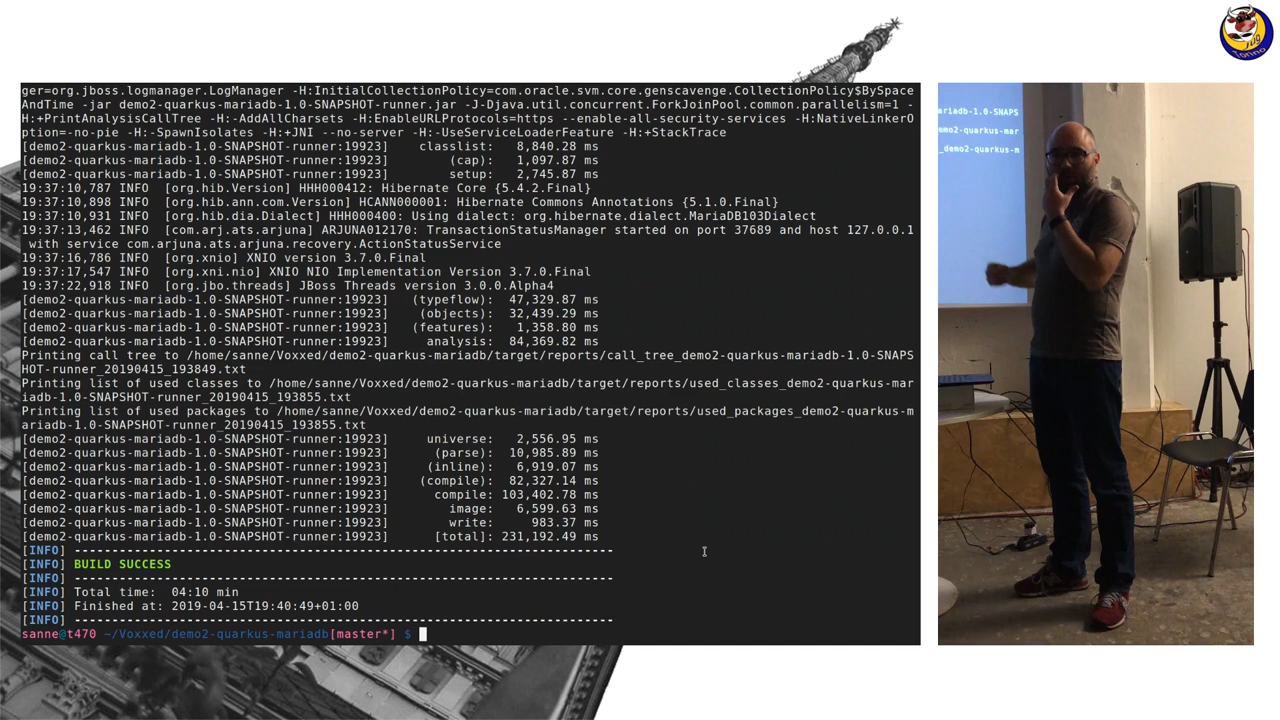 ger=org.jboss.logmanager.LogManager -H:InitialCollectionPolicy=com.oracle.svm.core.genscavenge.CollectionPolicy$BySpace
AndTime -jar demo2-quarkus-mariadb-1.0-SNAPSHOT-runner.jar -J-Djava.util.concurrent.ForkJoinPool.common.parallelism=1 -
H:+PrintAnalysisCallTree -H:-AddAllCharsets -H:EnableURLProtocols=https --enable-all-security-services -H:NativeLinkerO
ption=-no-pie -H:-SpawnIsolates -H:+JNI --no-server -H:-UseServiceLoaderFeature -H:+StackTrace
[demo2-quarkus-mariadb-1.0-SNAPSHOT-runner:19923]    classlist:   8,840.28 ms
[demo2-quarkus-mariadb-1.0-SNAPSHOT-runner:19923]        (cap):   1,097.87 ms
[demo2-quarkus-mariadb-1.0-SNAPSHOT-runner:19923]        setup:   2,745.87 ms
19:37:10,787 INFO  [org.hib.Version] HHH000412: Hibernate Core {5.4.2.Final}
19:37:10,898 INFO  [org.hib.ann.com.Version] HCANN000001: Hibernate Commons Annotations {5.1.0.Final}
19:37:10,931 INFO  [org.hib.dia.Dialect] HHH000400: Using dialect: org.hibernate.dialect.MariaDB103Dialect
19:37:13,462 INFO  [com.arj.ats.arjuna] ARJUNA012170: TransactionStatusManager started on port 37689 and host 127.0.0.1
with service com.arjuna.ats.arjuna.recovery.ActionStatusService
19:37:16,786 INFO  [org.xnio] XNIO version 3.7.0.Final
19:37:17,547 INFO  [org.xni.nio] XNIO NIO Implementation Version 3.7.0.Final
19:37:22,918 INFO  [org.jbo.threads] JBoss Threads version 3.0.0.Alpha4
[demo2-quarkus-mariadb-1.0-SNAPSHOT-runner:19923]   (typeflow):  47,329.87 ms
[demo2-quarkus-mariadb-1.0-SNAPSHOT-runner:19923]    (objects):  32,439.29 ms
[demo2-quarkus-mariadb-1.0-SNAPSHOT-runner:19923]   (features):   1,358.80 ms
[demo2-quarkus-mariadb-1.0-SNAPSHOT-runner:19923]     analysis:  84,369.82 ms
Printing call tree to /home/sanne/Voxxed/demo2-quarkus-mariadb/target/reports/call_tree_demo2-quarkus-mariadb-1.0-SNAPS
HOT-runner_20190415_193849.txt
Printing list of used classes to /home/sanne/Voxxed/demo2-quarkus-mariadb/target/reports/used_classes_demo2-quarkus-mar
iadb-1.0-SNAPSHOT-runner_20190415_193855.txt
Printing list of used packages to /home/sanne/Voxxed/demo2-quarkus-mariadb/target/reports/used_packages_demo2-quarkus-m
ariadb-1.0-SNAPSHOT-runner_20190415_193855.txt
[demo2-quarkus-mariadb-1.0-SNAPSHOT-runner:19923]     universe:   2,556.95 ms
[demo2-quarkus-mariadb-1.0-SNAPSHOT-runner:19923]      (parse):  10,985.89 ms
[demo2-quarkus-mariadb-1.0-SNAPSHOT-runner:19923]     (inline):   6,919.07 ms
[demo2-quarkus-mariadb-1.0-SNAPSHOT-runner:19923]    (compile):  82,327.14 ms
[demo2-quarkus-mariadb-1.0-SNAPSHOT-runner:19923]      compile: 103,402.78 ms
[demo2-quarkus-mariadb-1.0-SNAPSHOT-runner:19923]        image:   6,599.63 ms
[demo2-quarkus-mariadb-1.0-SNAPSHOT-runner:19923]        write:     983.37 ms
[demo2-quarkus-mariadb-1.0-SNAPSHOT-runner:19923]      [total]: 231,192.49 ms
[INFO] ------------------------------------------------------------------------
[INFO] BUILD SUCCESS
[INFO] ------------------------------------------------------------------------
[INFO] Total time:  04:10 min
[INFO] Finished at: 2019-04-15T19:40:49+01:00
[INFO] ------------------------------------------------------------------------
sanne@t470 ~/Voxxed/demo2-quarkus-mariadb[master*] $
ariadb-1.0-SNAPS
emo2-quarkus-mar
_demo2-quarkus-m
Jug
Torino